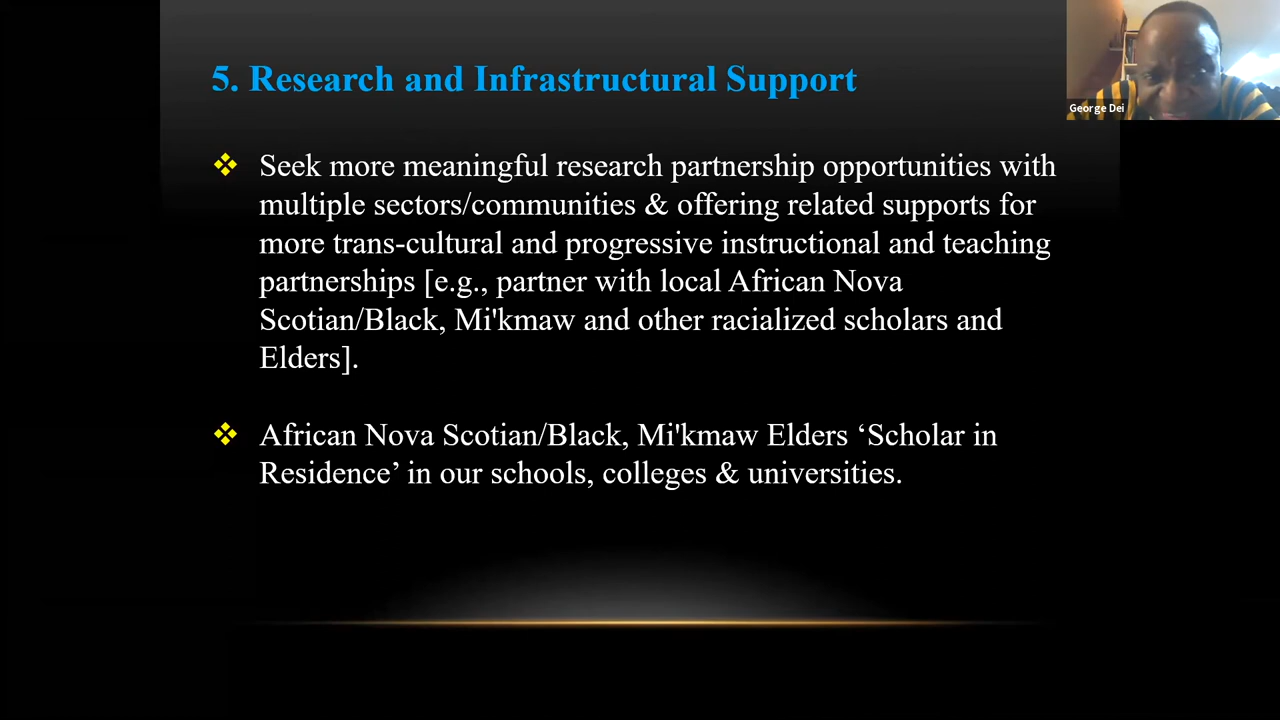 5. Research and Infrastructural Support
George Dei
Seek more meaningful research partnership opportunities with
multiple sectors/communities & offering related supports for
more trans-cultural and progressive instructional and teaching
partnerships [e.g., partner with local African Nova
Scotian/Black, Mi'kmaw and other racialized scholars and
Elders].
African Nova Scotian/Black, Mi'kmaw Elders ‘Scholar in
Residence’ in our schools, colleges & universities.